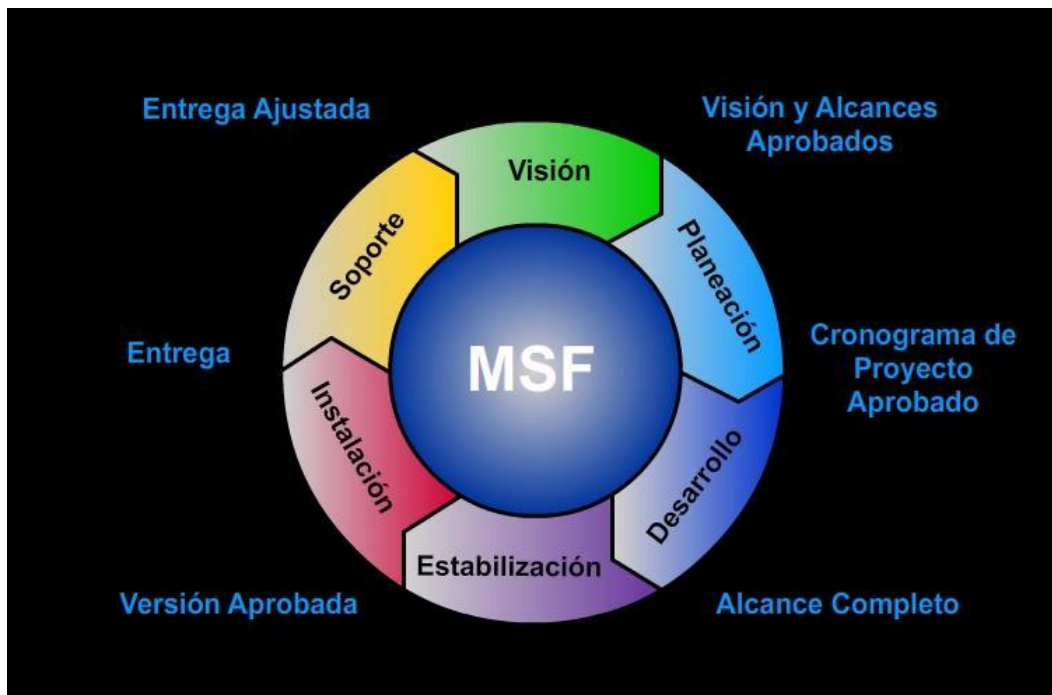 Entrega Ajustada
Visión y Alcances
Aprobados
Visión
Soporte
Planeación
Entrega
MSF
Cronograma de
Proyecto
Aprobado
Instalación
Desarrollo
Estabilización
Versión Aprobada
Alcance Completo